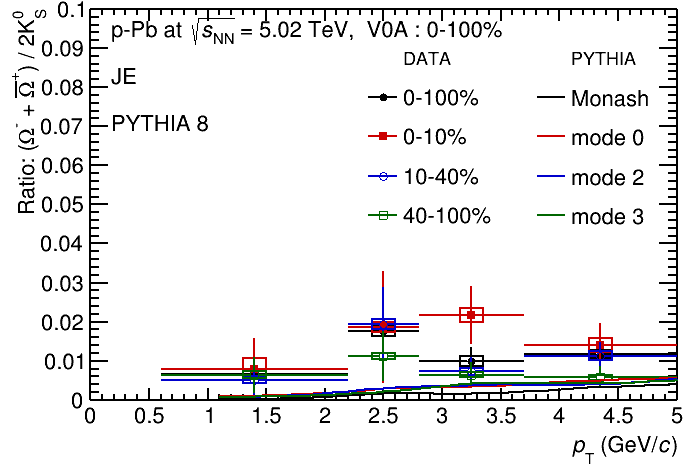 p-Pb at √s_NN = 5.02 TeV, V0A : 0-100%
JE
PYTHIA 8
DATA PYTHIA
0-100% Monash
0-10% mode 0
10-40% mode 2
40-100% mode 3
Ratio: (Ω⁻ + Ω̅⁺) / 2K⁰_S
0.1
0.09
0.08
0.07
0.06
0.05
0.04
0.03
0.02
0.01
0
0 0.5 1 1.5 2 2.5 3 3.5 4 4.5 5
p_T (GeV/c)